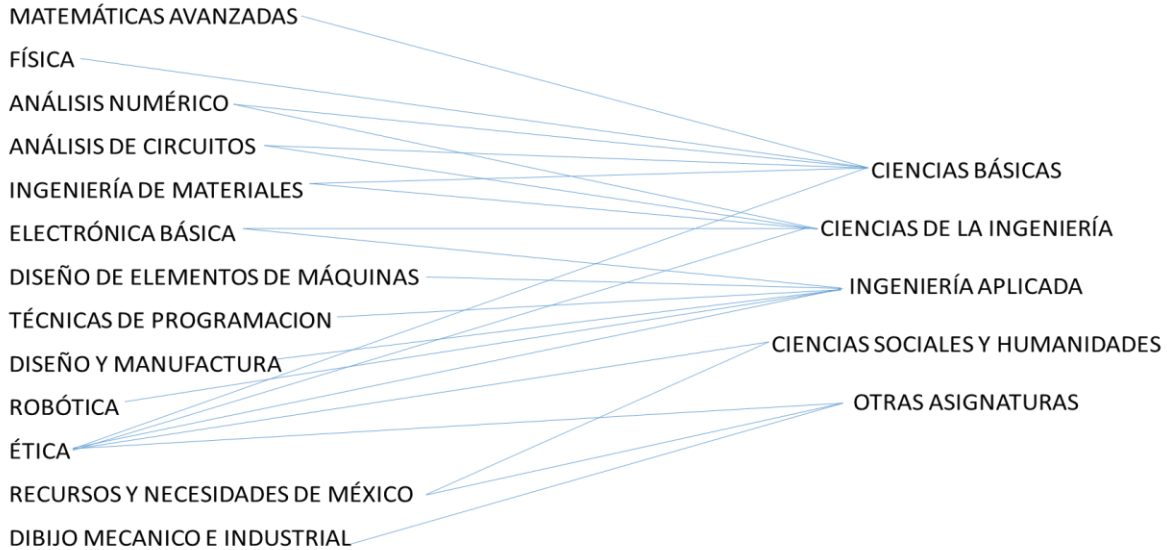 MATEMÁTICAS AVANZADAS
FÍSICA
ANÁLISIS NUMÉRICO
ANÁLISIS DE CIRCUITOS
INGENIERÍA DE MATERIALES
ELECTRÓNICA BÁSICA
DISEÑO DE ELEMENTOS DE MÁQUINAS
TÉCNICAS DE PROGRAMACION
DISEÑO Y MANUFACTURA
ROBÓTICA
ÉTICA
RECURSOS Y NECESIDADES DE MÉXICO
DIBIJO MECANICO E INDUSTRIAL
CIENCIAS BÁSICAS
CIENCIAS DE LA INGENIERÍA
INGENIERÍA APLICADA
CIENCIAS SOCIALES Y HUMANIDADES
OTRAS ASIGNATURAS